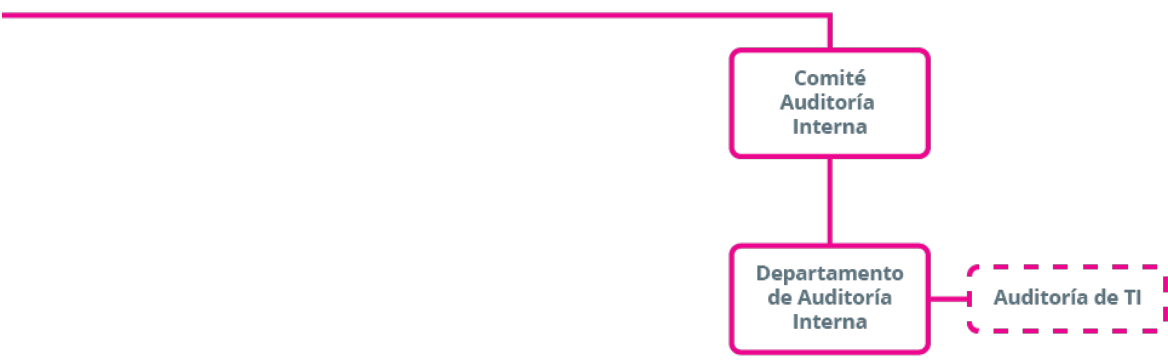 Comité
Auditoría
Interna
Departamento
de Auditoría
Interna
Auditoría de TI